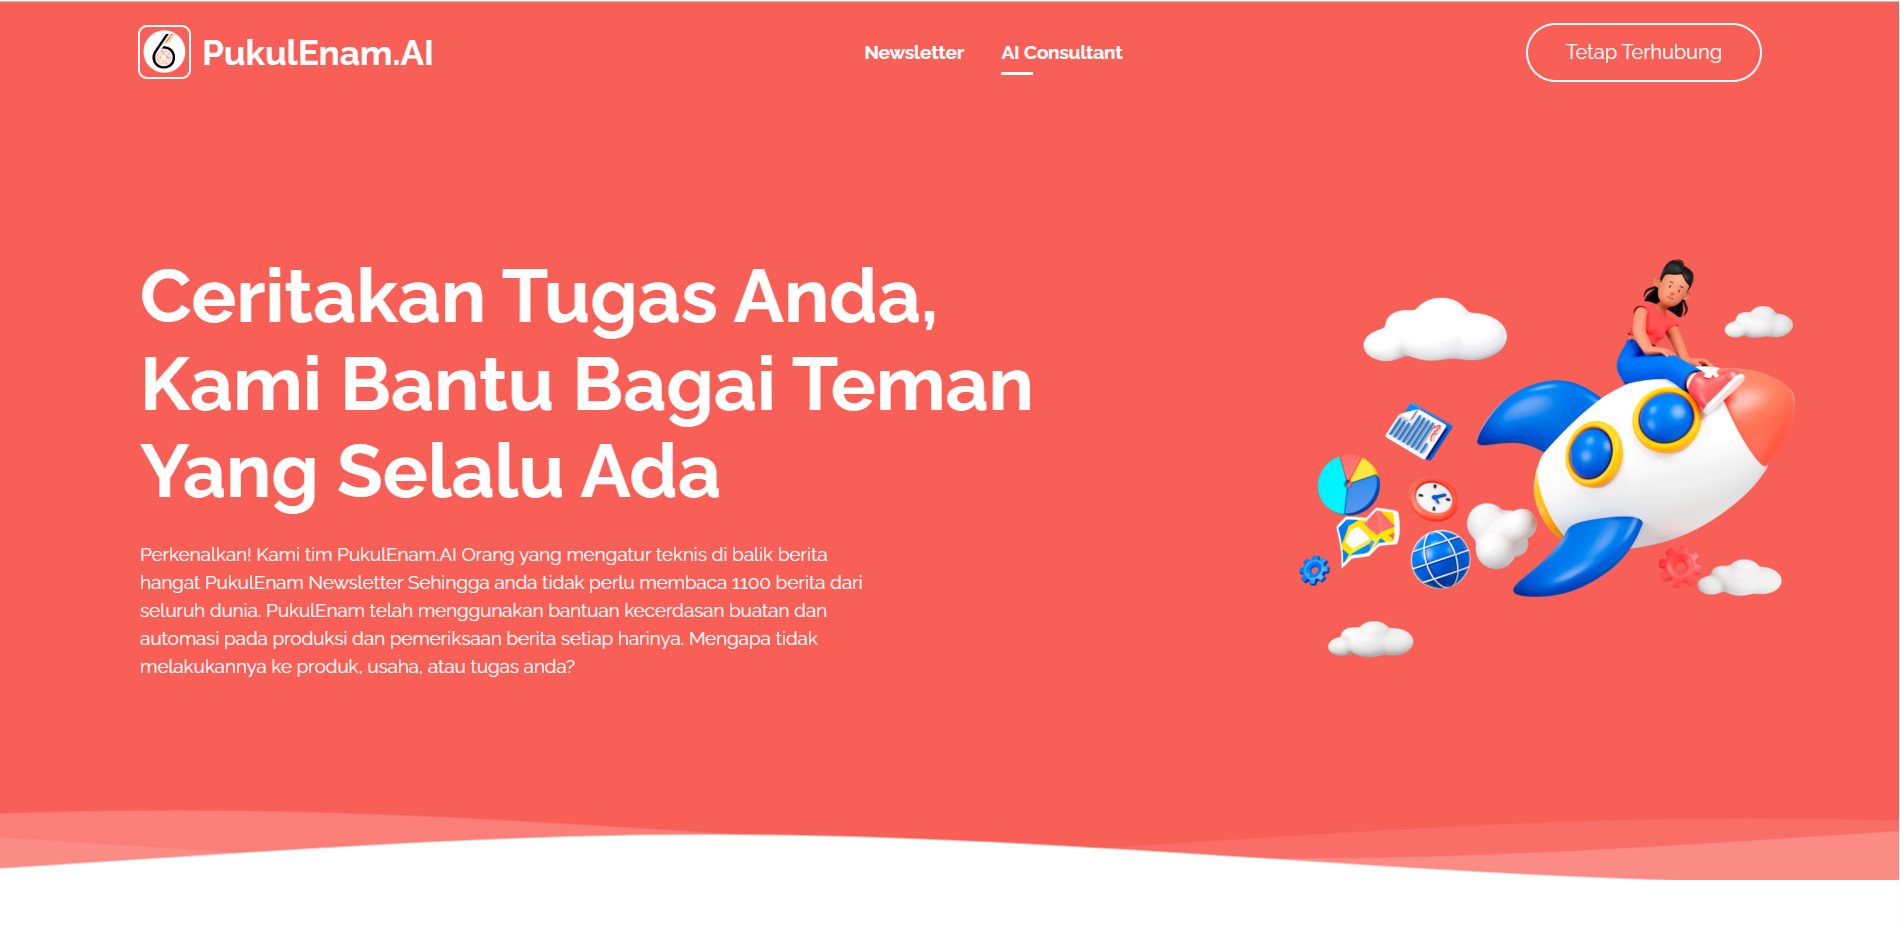 PukulEnam.AI
Newsletter
AI Consultant
Tetap Terhubung
Ceritakan Tugas Anda,
Kami Bantu Bagai Teman
Yang Selalu Ada
Perkenalkan! Kami tim PukulEnam.AI Orang yang mengatur teknis di balik berita
hangat PukulEnam Newsletter Sehingga anda tidak perlu membaca 1100 berita dari
seluruh dunia. PukulEnam telah menggunakan bantuan kecerdasan buatan dan
automasi pada produksi dan pemeriksaan berita setiap harinya. Mengapa tidak
melakukannya ke produk, usaha, atau tugas anda?